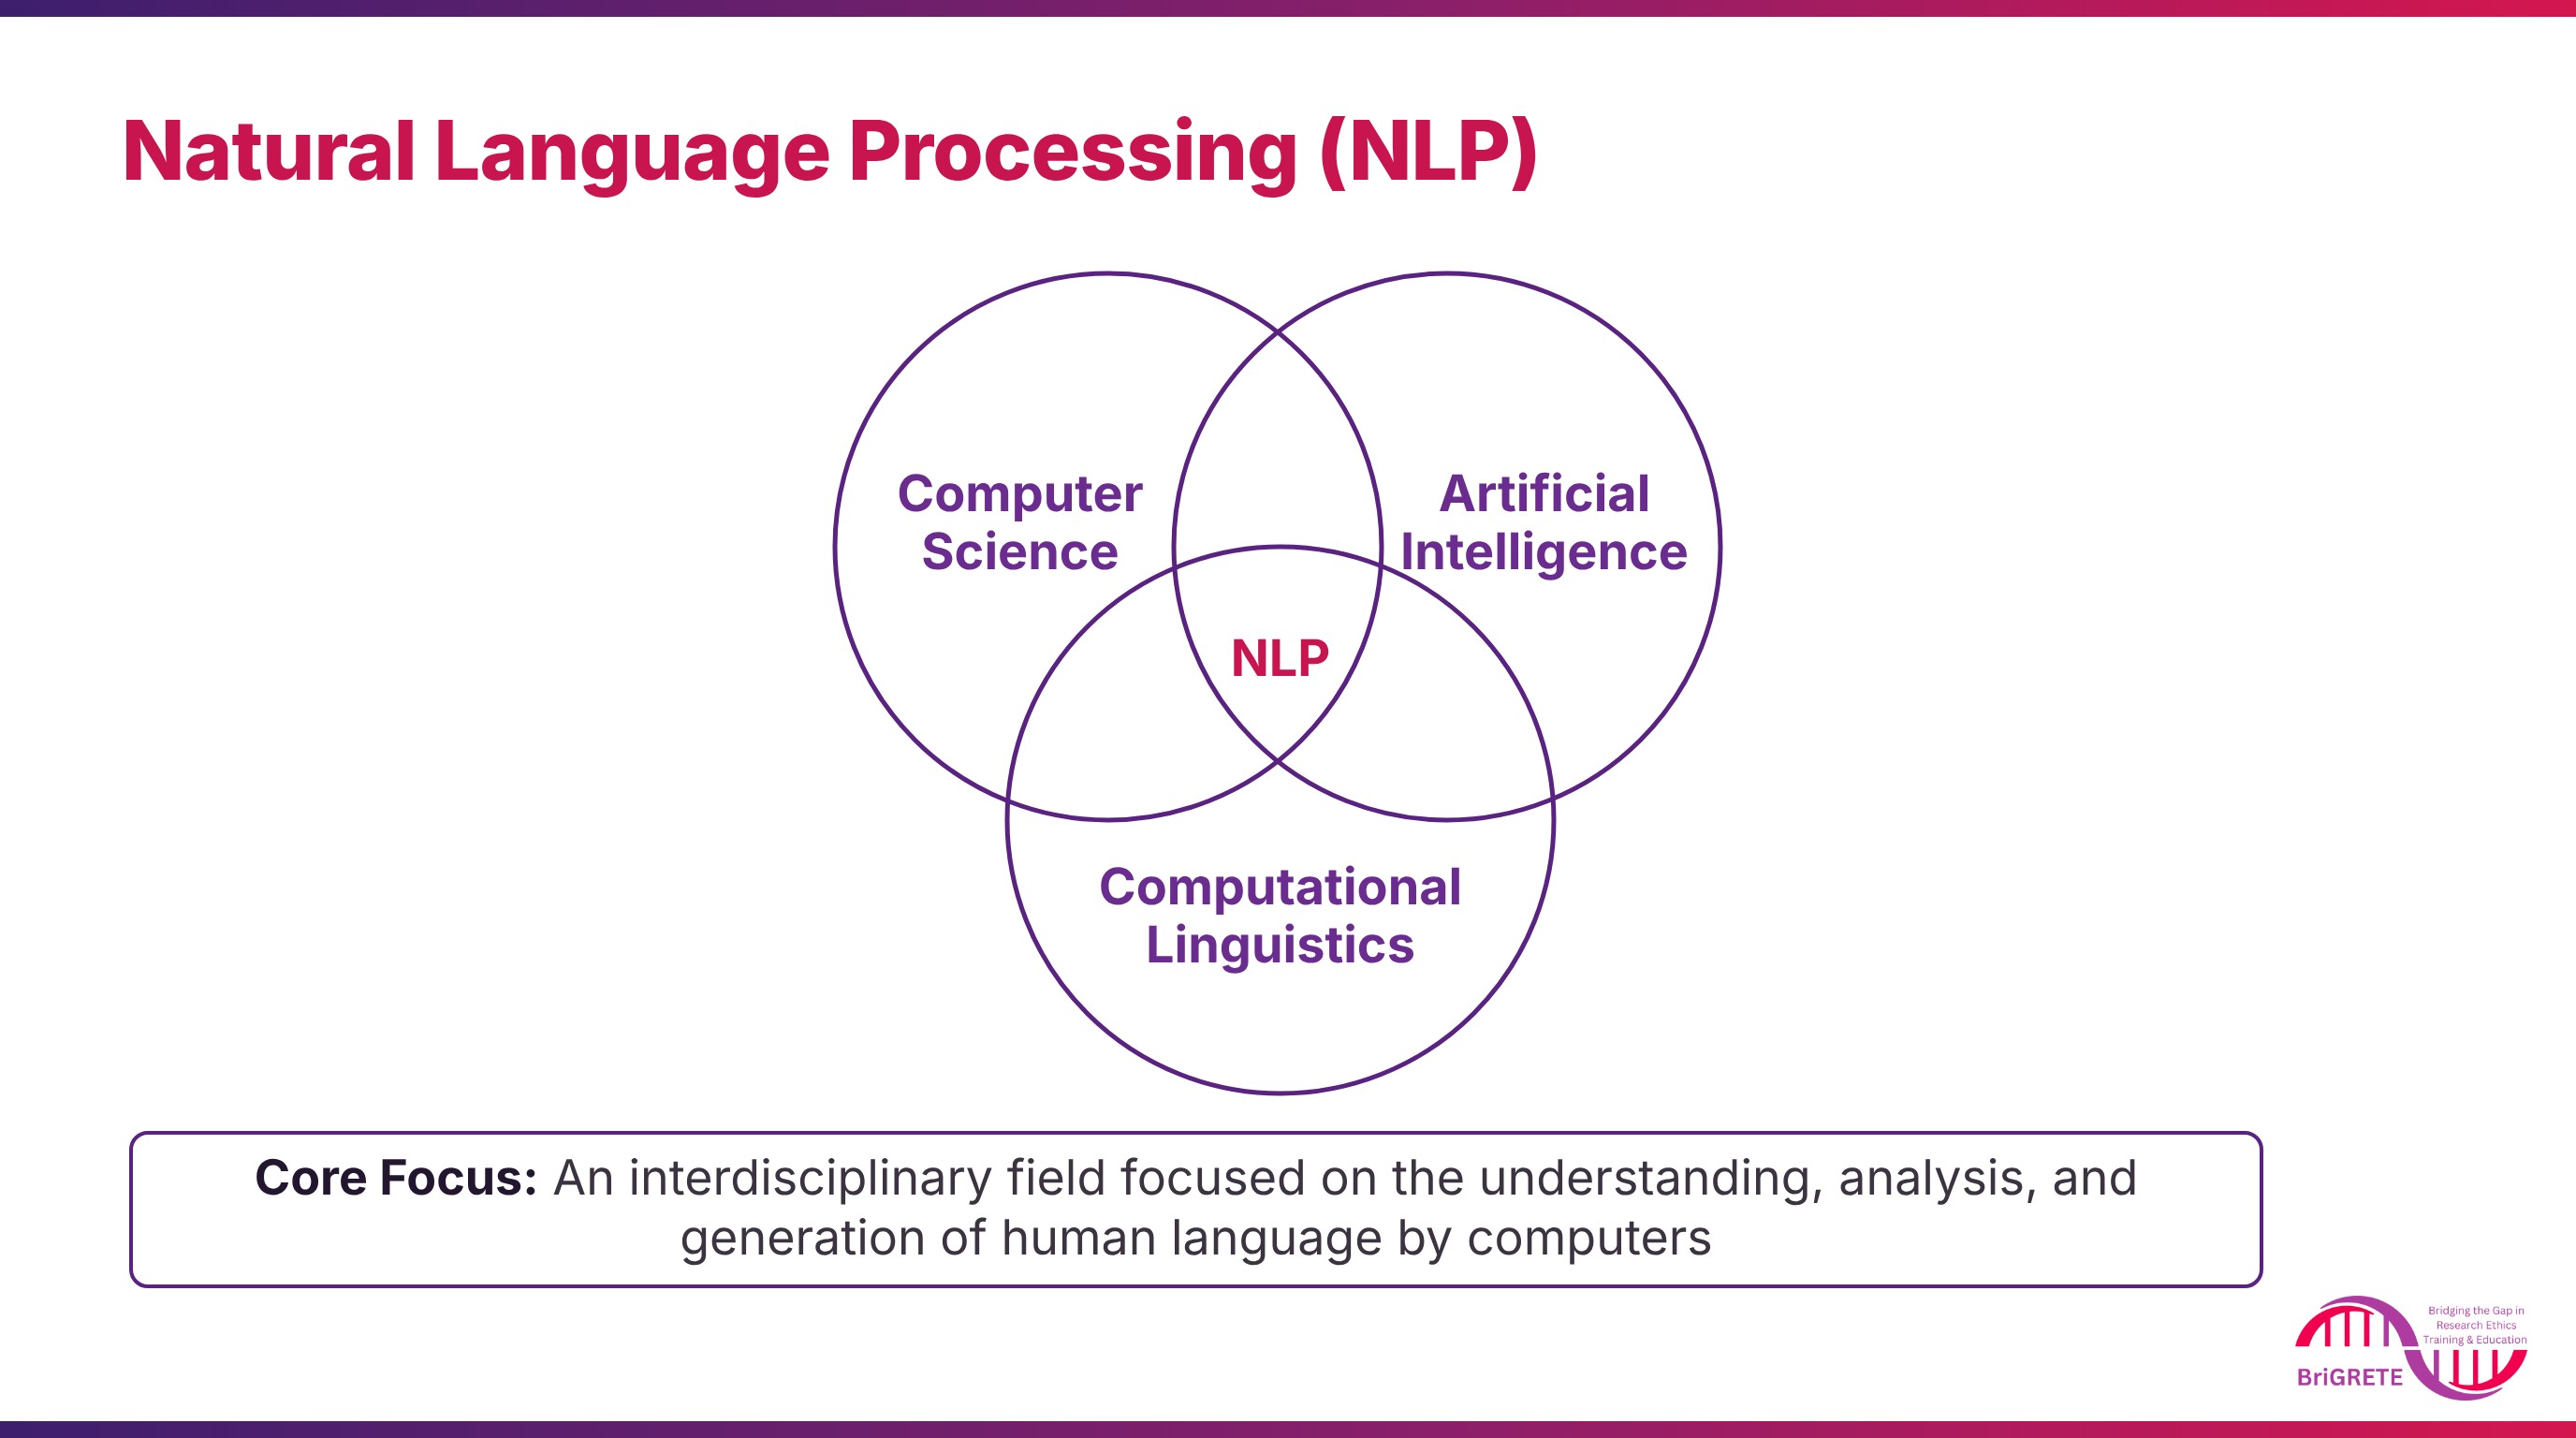 Natural Language Processing (NLP)
Computer
Science
Artificial
Intelligence
NLP
Computational
Linguistics
Core Focus: An interdisciplinary field focused on the understanding, analysis, and
generation of human language by computers
Bridging the Gap in
Research Ethics
Training & Education
BriGRETE